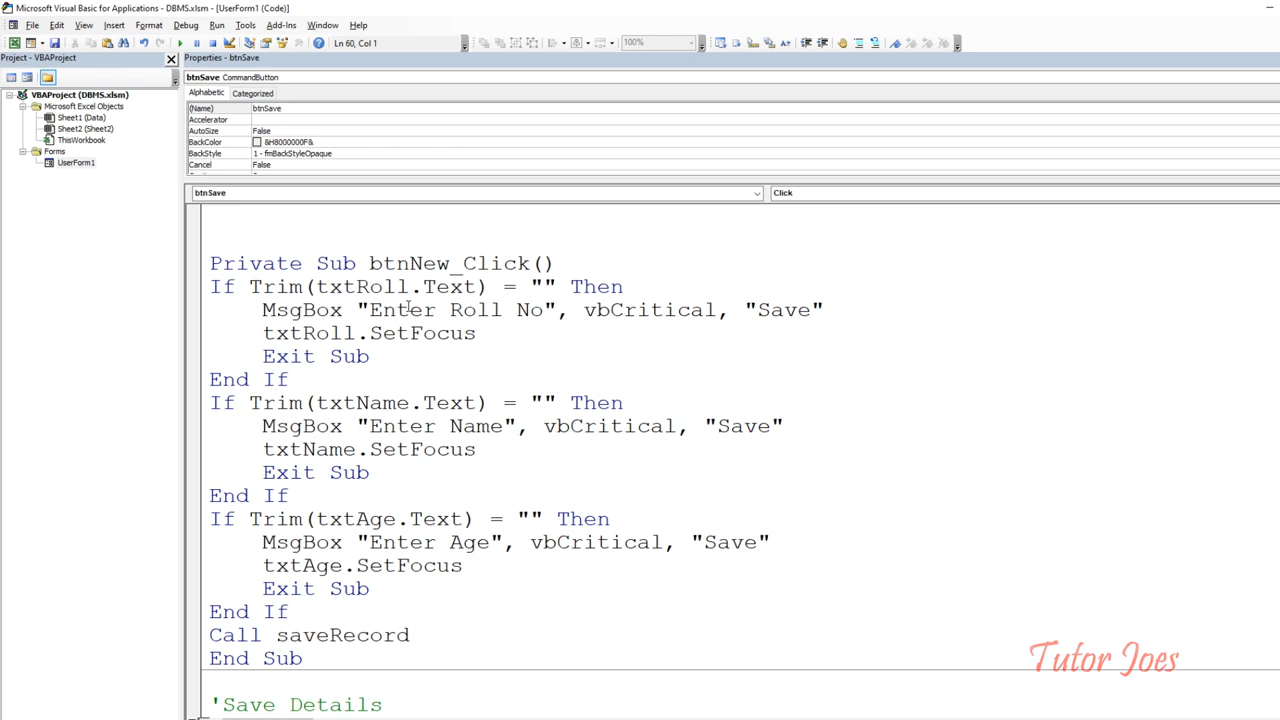 Microsoft Visual Basic for Applications - DBMS.xlsm - [UserForm1 (Code)]
File Edit View Insert Format Debug Run Tools Add-Ins Window Help
Ln 60, Col 1
100%
Project - VBAProject
Properties - btnSave
btnSave CommandButton
Alphabetic Categorized
(Name) btnSave
Accelerator
AutoSize False
BackColor &H8000000F&
BackStyle 1 - fmBackStyleOpaque
Cancel False
VBAProject (DBMS.xlsm)
Microsoft Excel Objects
Sheet1 (Data)
Sheet2 (Sheet2)
ThisWorkbook
Forms
UserForm1
btnSave
Click
Private Sub btnNew_Click()
If Trim(txtRoll.Text) = "" Then
MsgBox "Enter Roll No", vbCritical, "Save"
txtRoll.SetFocus
Exit Sub
End If
If Trim(txtName.Text) = "" Then
MsgBox "Enter Name", vbCritical, "Save"
txtName.SetFocus
Exit Sub
End If
If Trim(txtAge.Text) = "" Then
MsgBox "Enter Age", vbCritical, "Save"
txtAge.SetFocus
Exit Sub
End If
Call saveRecord
End Sub
'Save Details
Tutor Joes